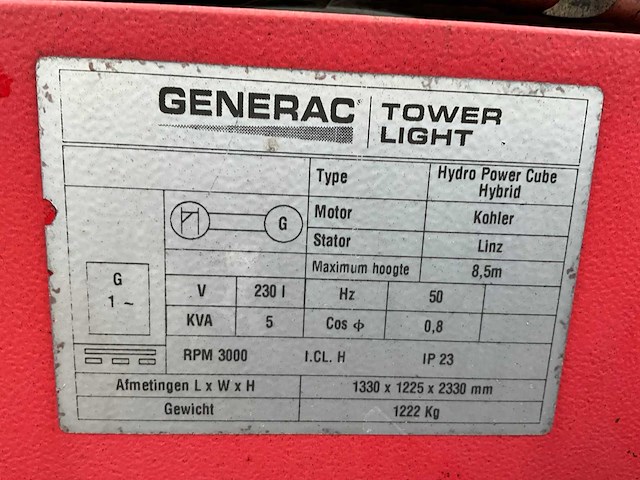 GENERAC TOWER LIGHT
Type Hydro Power Cube Hybrid
Motor Kohler
G
Stator Linz
Maximum hoogte 8,5m
G
1 ~
V 230 I Hz 50
KVA 5 Cos ϕ 0,8
RPM 3000 I.CL. H IP 23
Afmetingen L x W x H 1330 x 1225 x 2330 mm
Gewicht 1222 Kg